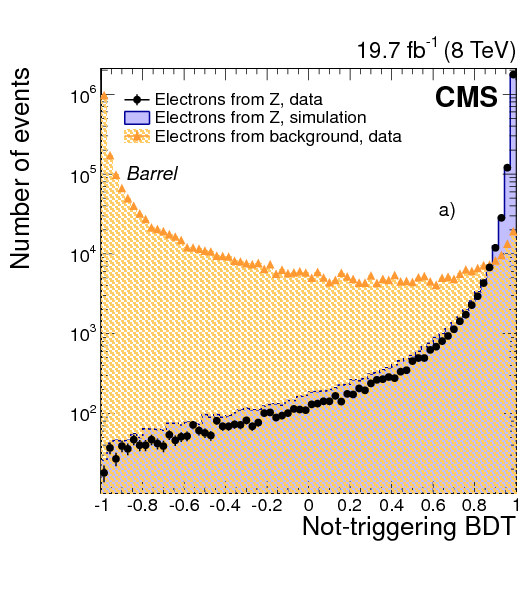 19.7 fb-1 (8 TeV)
CMS
Electrons from Z, data
Electrons from Z, simulation
Electrons from background, data
Barrel
a)
Number of events
10^6
10^5
10^4
10^3
10^2
-1 -0.8 -0.6 -0.4 -0.2 0 0.2 0.4 0.6 0.8 1
Not-triggering BDT